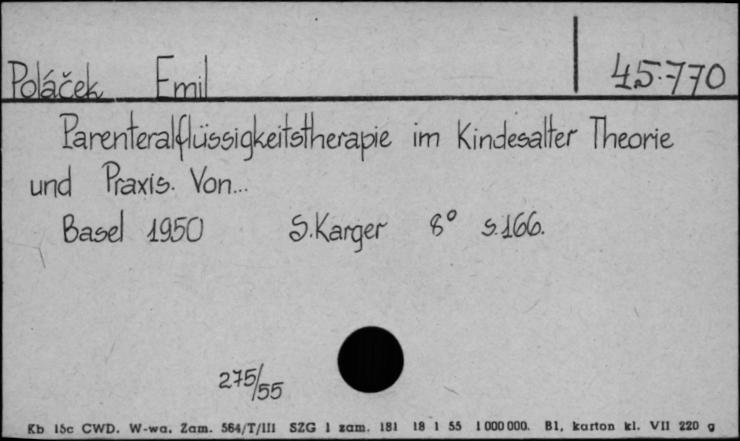 Poláček Emil 45.770
Parenteralflüssigkeitstherapie im Kindesalter Theorie
und Praxis. Von...
Basel 1950 S.Karger 8° s.166.
275/55
Kb 15c CWD. W-wa. Zam. 564/T/III SZG 1 zam. 181 18 1 55 1 000 000. B1. karton kl. VII 220 g